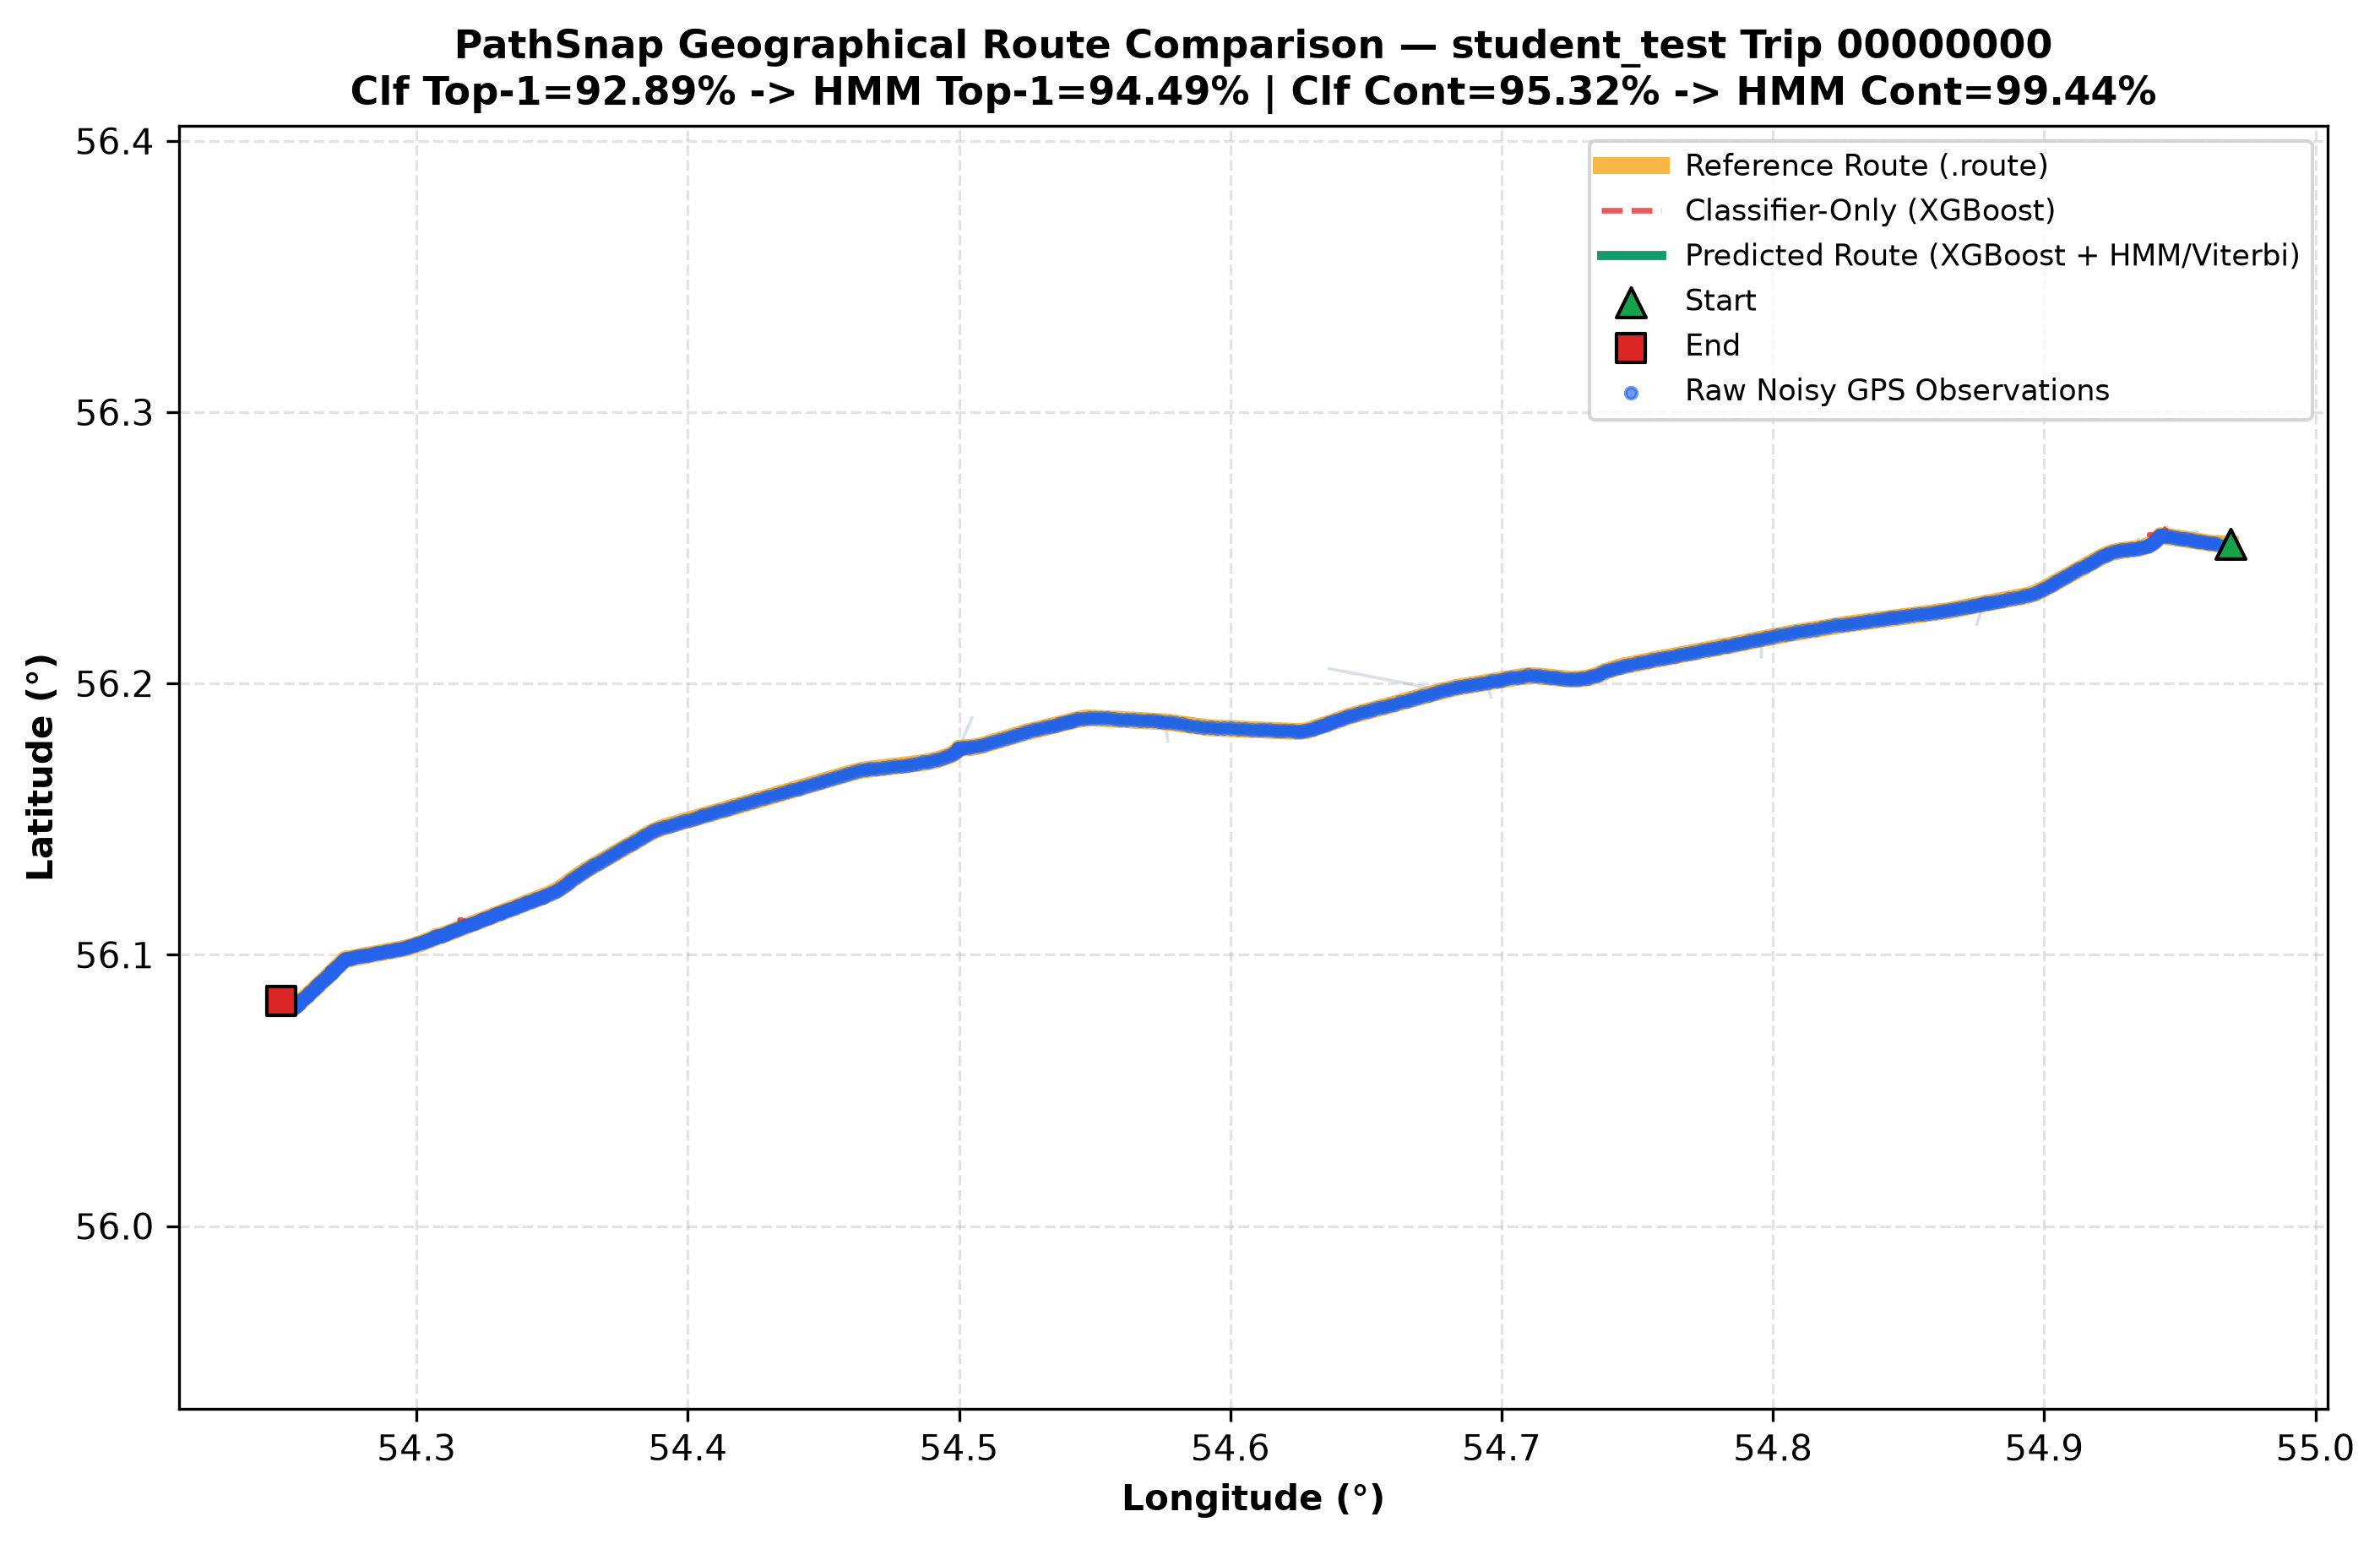 PathSnap Geographical Route Comparison — student_test Trip 00000000
Clf Top-1=92.89% -> HMM Top-1=94.49% | Clf Cont=95.32% -> HMM Cont=99.44%
Reference Route (.route)
Classifier-Only (XGBoost)
Predicted Route (XGBoost + HMM/Viterbi)
Start
End
Raw Noisy GPS Observations
Latitude (°)
56.4
56.3
56.2
56.1
56.0
54.3 54.4 54.5 54.6 54.7 54.8 54.9 55.0
Longitude (°)